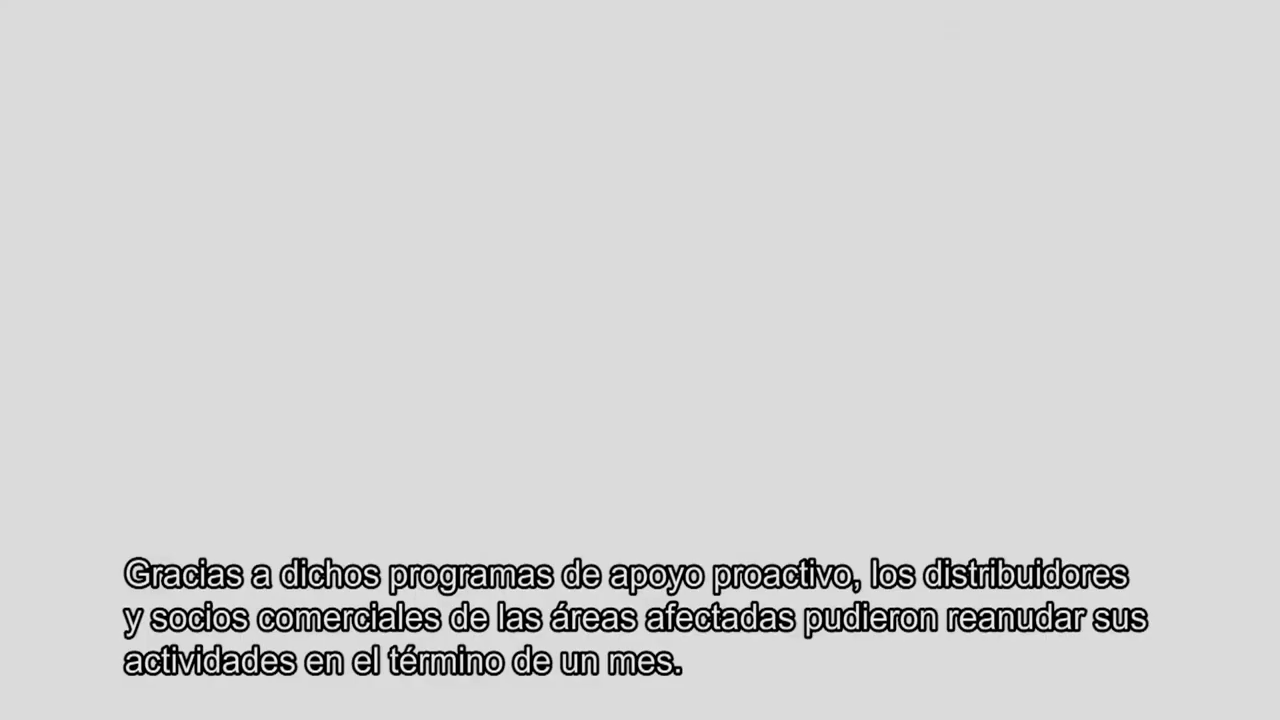 Gracias a dichos programas de apoyo proactivo, los distribuidores
y socios comerciales de las áreas afectadas pudieron reanudar sus
actividades en el término de un mes.